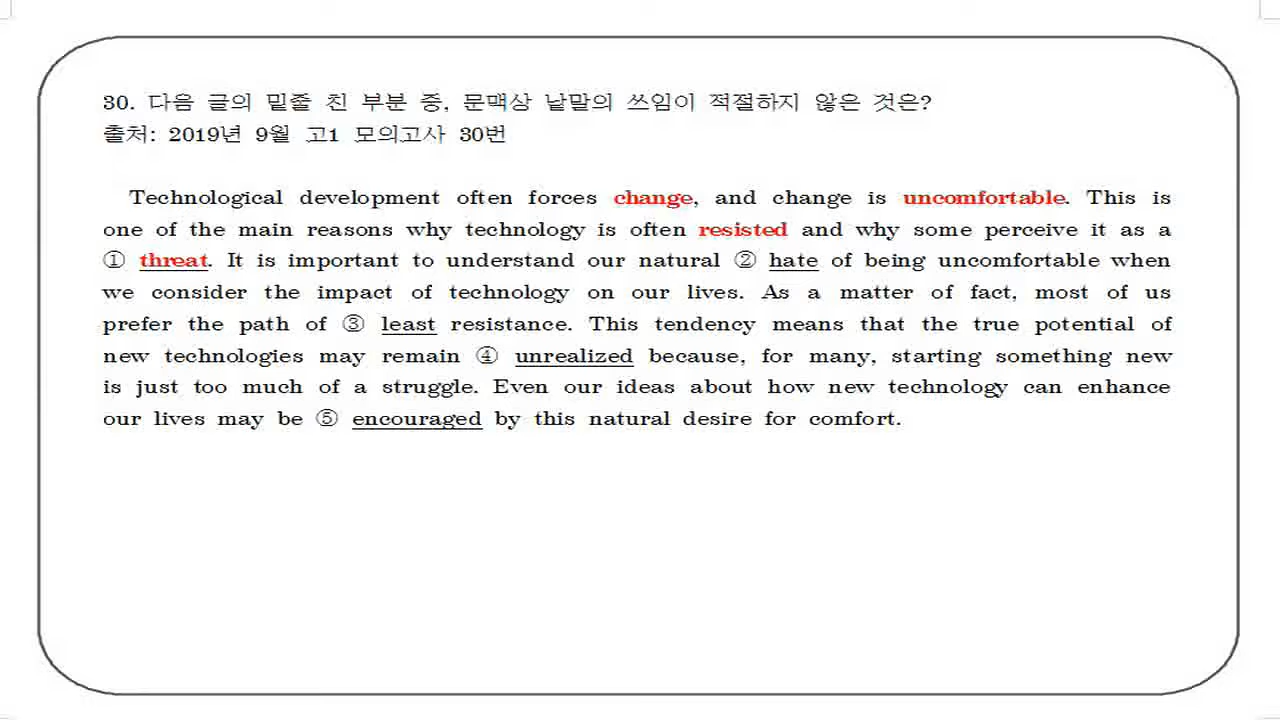 30. 다음 글의 밑줄 친 부분 중, 문맥상 낱말의 쓰임이 적절하지 않은 것은?
출처: 2019년 9월 고1 모의고사 30번
Technological development often forces change, and change is uncomfortable. This is
one of the main reasons why technology is often resisted and why some perceive it as a
① threat. It is important to understand our natural ② hate of being uncomfortable when
we consider the impact of technology on our lives. As a matter of fact, most of us
prefer the path of ③ least resistance. This tendency means that the true potential of
new technologies may remain ④ unrealized because, for many, starting something new
is just too much of a struggle. Even our ideas about how new technology can enhance
our lives may be ⑤ encouraged by this natural desire for comfort.